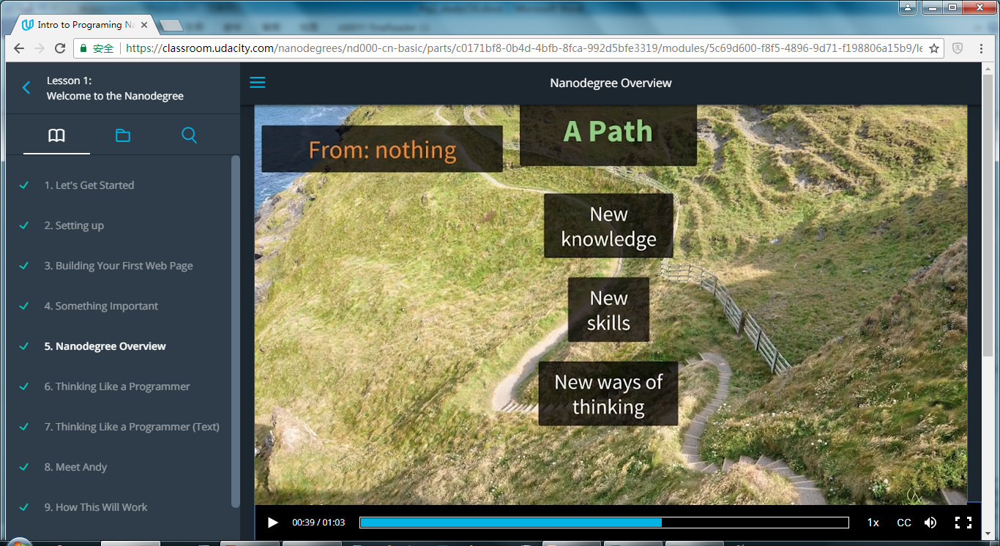 Intro to Programing Na
安全
https://classroom.udacity.com/nanodegrees/nd000-cn-basic/parts/c0171bf8-0b4d-4bfb-8fca-992d5bfe3319/modules/5c69d600-f8f5-4896-9d71-f198806a15b9/le
Lesson 1:
Welcome to the Nanodegree
1. Let's Get Started
2. Setting up
3. Building Your First Web Page
4. Something Important
5. Nanodegree Overview
6. Thinking Like a Programmer
7. Thinking Like a Programmer (Text)
8. Meet Andy
9. How This Will Work
Nanodegree Overview
From: nothing
A Path
New
knowledge
New
skills
New ways of
thinking
00:39 / 01:03
1x
CC